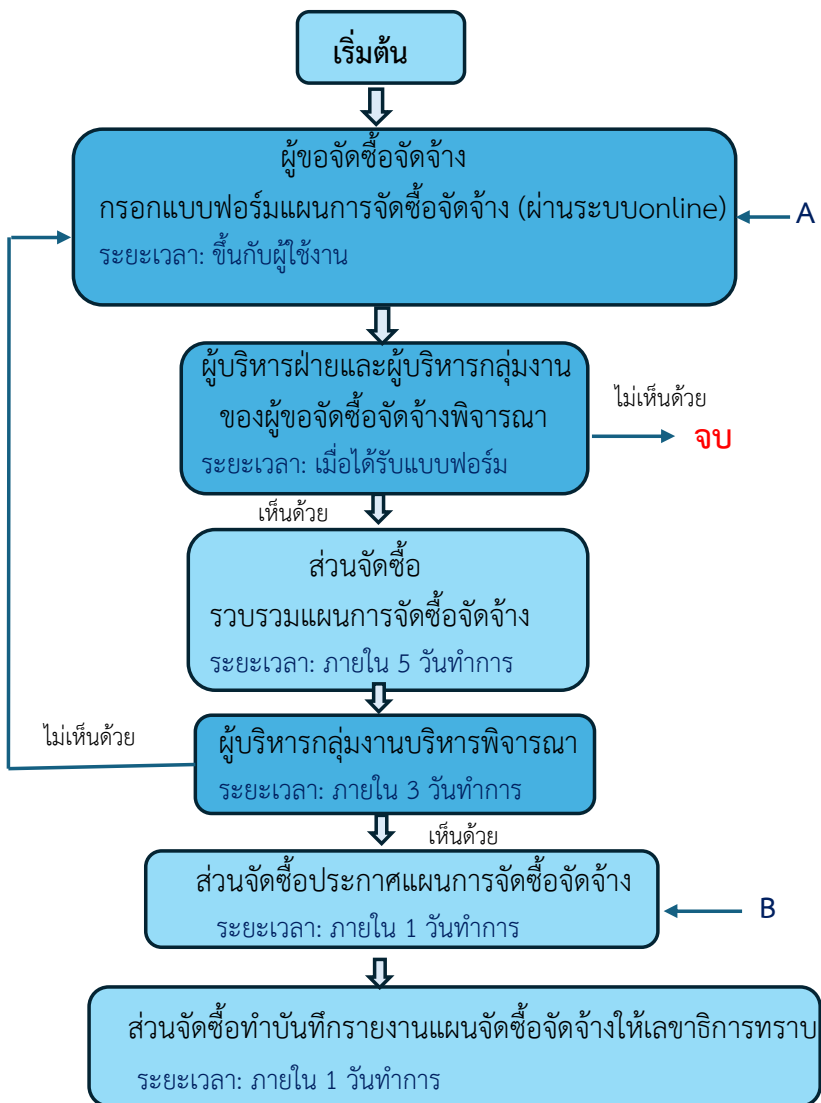 เริ่มต้น
ผู้ขอจัดซื้อจัดจ้าง
กรอกแบบฟอร์มแผนการจัดซื้อจัดจ้าง (ผ่านระบบonline)
ระยะเวลา: ขึ้นกับผู้ใช้งาน
A
ผู้บริหารฝ่ายและผู้บริหารกลุ่มงาน
ของผู้ขอจัดซื้อจัดจ้างพิจารณา
ระยะเวลา: เมื่อได้รับแบบฟอร์ม
ไม่เห็นด้วย
จบ
เห็นด้วย
ส่วนจัดซื้อ
รวบรวมแผนการจัดซื้อจัดจ้าง
ระยะเวลา: ภายใน 5 วันทำการ
ไม่เห็นด้วย
ผู้บริหารกลุ่มงานบริหารพิจารณา
ระยะเวลา: ภายใน 3 วันทำการ
เห็นด้วย
ส่วนจัดซื้อประกาศแผนการจัดซื้อจัดจ้าง
ระยะเวลา: ภายใน 1 วันทำการ
B
ส่วนจัดซื้อทำบันทึกรายงานแผนจัดซื้อจัดจ้างให้เลขาธิการทราบ
ระยะเวลา: ภายใน 1 วันทำการ